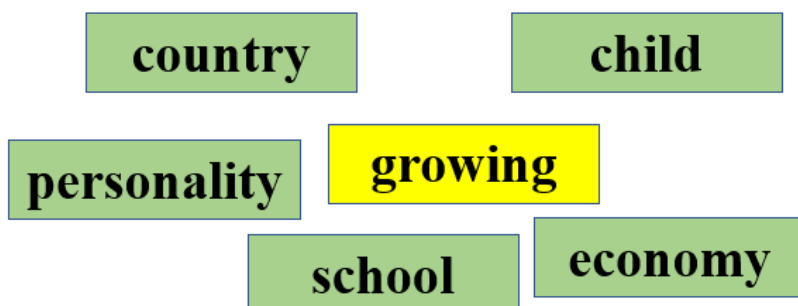 country
child
personality
growing
school
economy